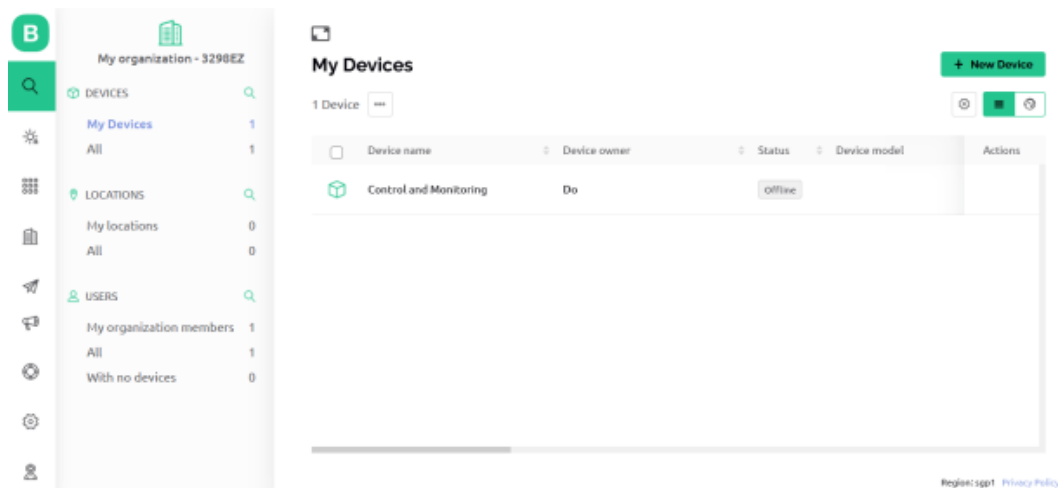 B
My organization - 3298EZ
DEVICES
My Devices 1
All 1
LOCATIONS
My locations 0
All 0
USERS
My organization members 1
All 1
With no devices 0
My Devices
+ New Device
1 Device
Device name Device owner Status Device model Actions
Control and Monitoring Do Offline
Region: sgp1 Privacy Policy